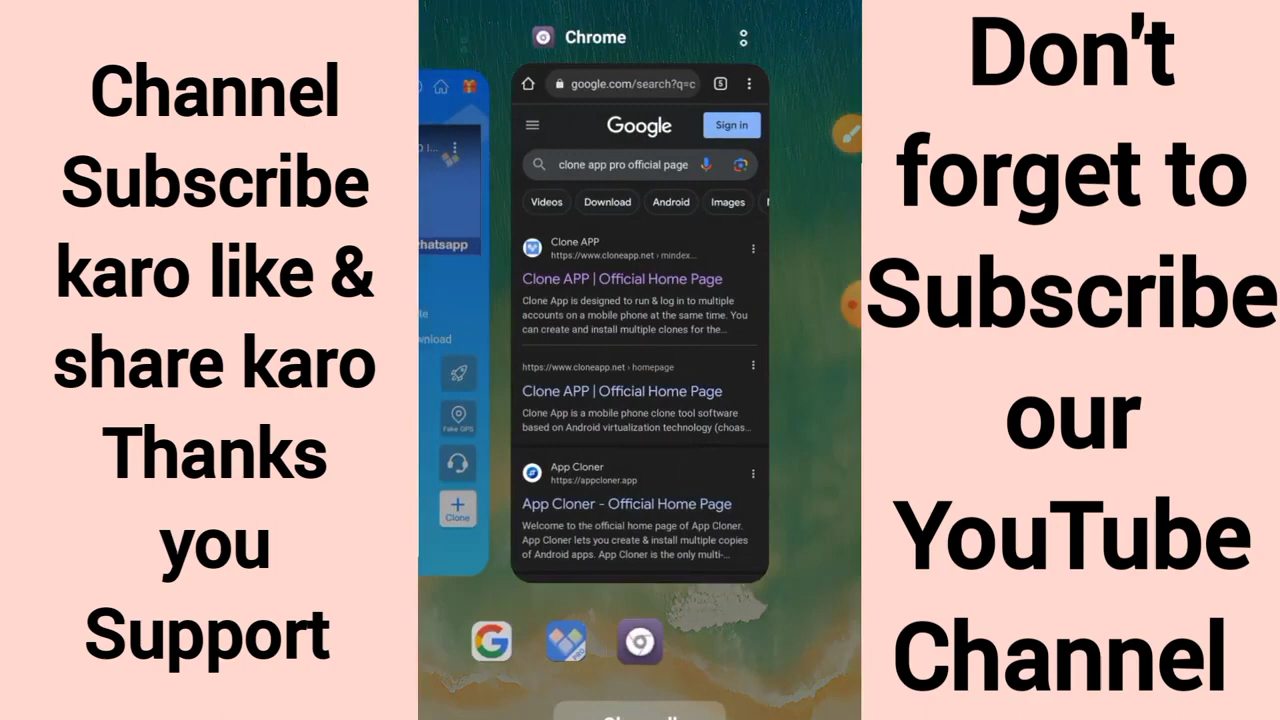 Channel
Subscribe
karo like &
share karo
Thanks
you
Support
Chrome
google.com/search?q=c
5
Google
Sign in
clone app pro official page
Videos
Download
Android
Images
Clone APP
https://www.cloneapp.net › mindex...
Clone APP | Official Home Page
Clone App is designed to run & log in to multiple
accounts on a mobile phone at the same time. You
can create and install multiple clones for the...
https://www.cloneapp.net › homepage
Clone APP | Official Home Page
Clone App is a mobile phone clone tool software
based on Android virtualization technology (choas...
App Cloner
https://appcloner.app
App Cloner - Official Home Page
Welcome to the official home page of App Cloner.
App Cloner lets you create & install multiple copies
of Android apps. App Cloner is the only multi-...
hatsapp
Fake GPS
Clone
PRO
Don't
forget to
Subscribe
our
YouTube
Channel